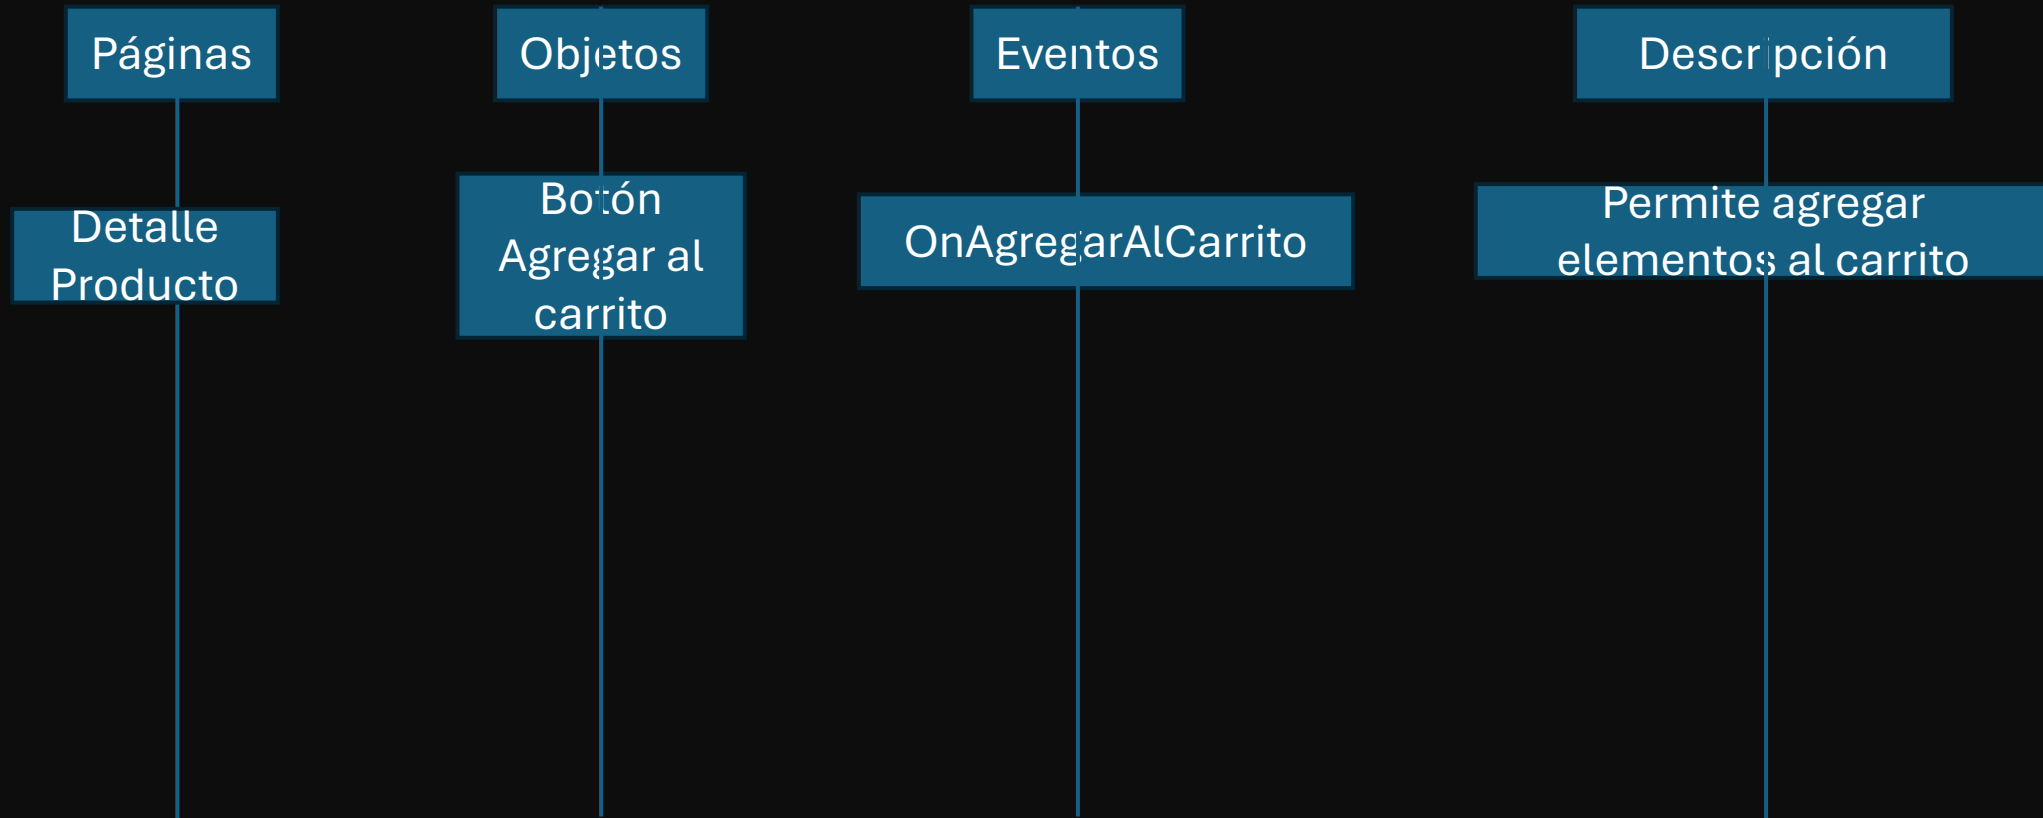 Páginas
Objetos
Eventos
Descripción
Detalle
Producto
Botón
Agregar al
carrito
OnAgregarAlCarrito
Permite agregar
elementos al carrito